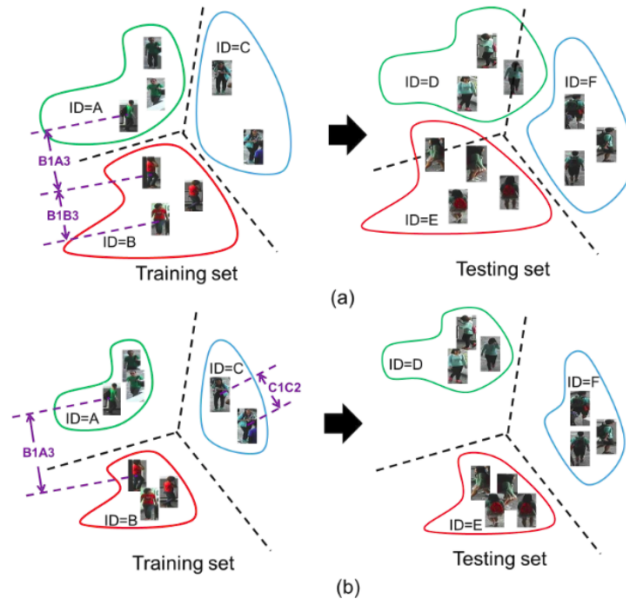 ID=A
ID=C
B1A3
B1B3
ID=B
Training set
ID=D
ID=F
ID=E
Testing set
(a)
ID=A
ID=C
C1C2
B1A3
ID=B
Training set
ID=D
ID=F
ID=E
Testing set
(b)